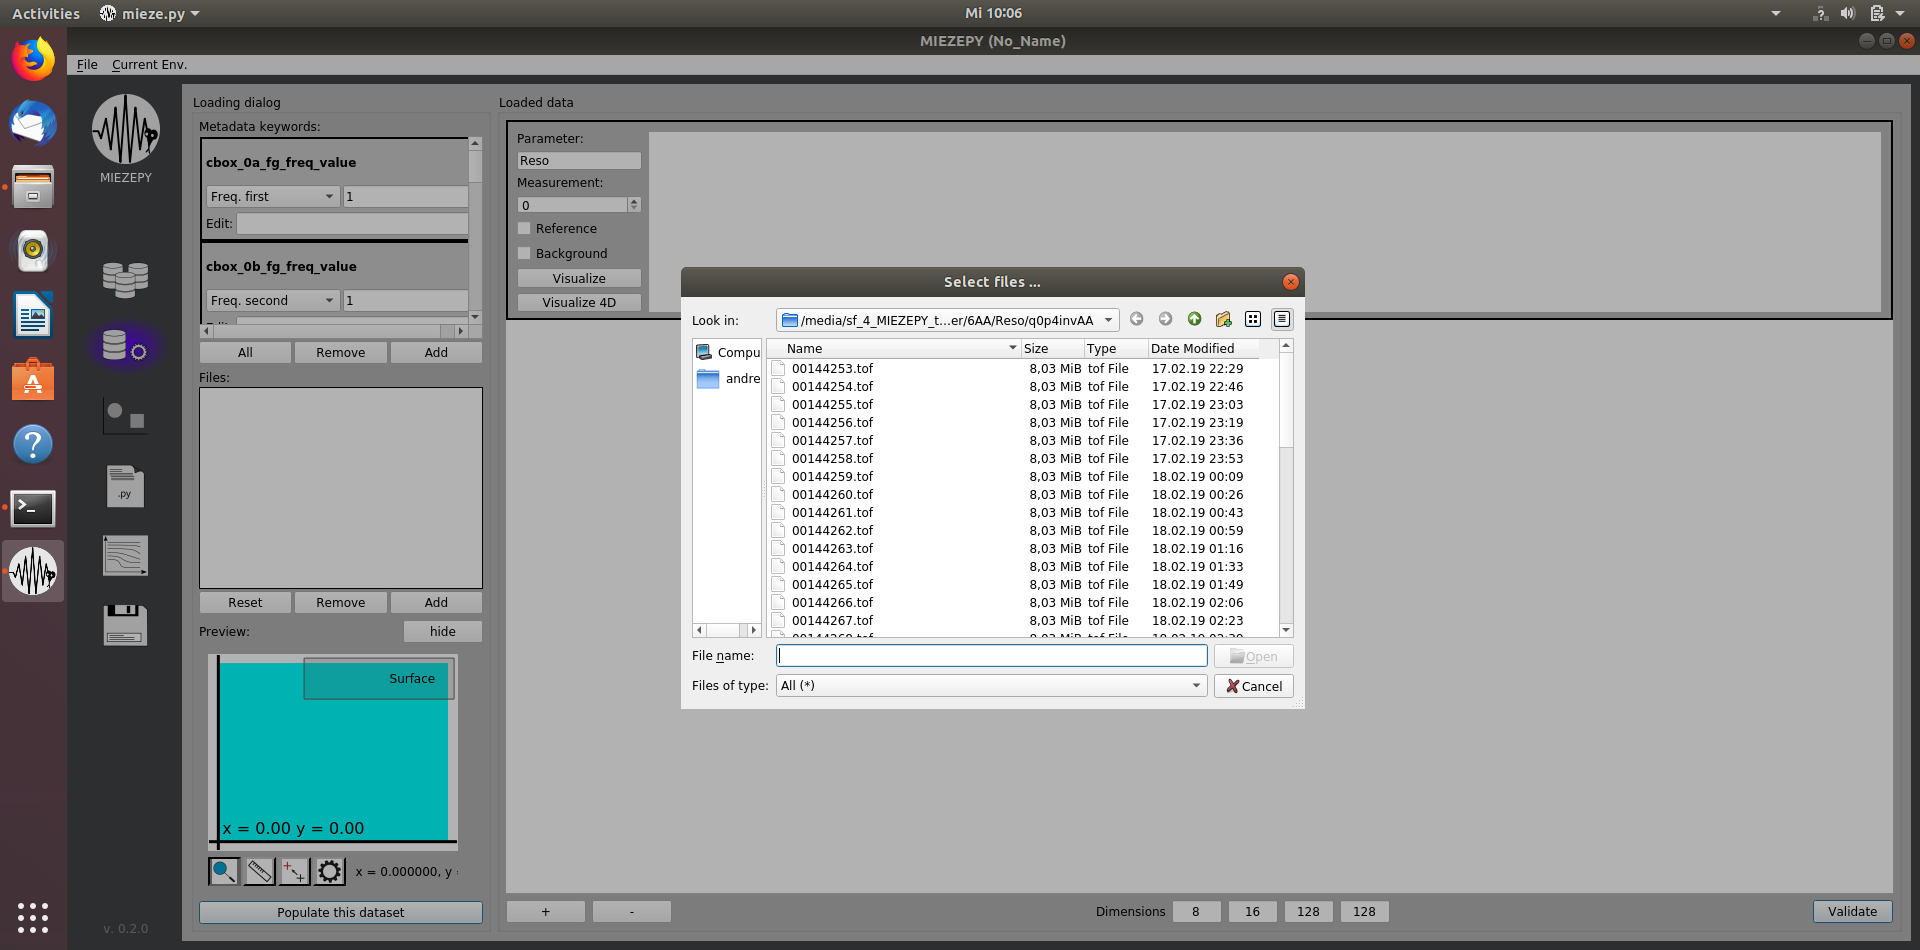 Activities
mieze.py
Mi 10:06
MIEZEPY (No_Name)
File
Current Env.
MIEZEPY
.py
v. 0.2.0
Loading dialog
Metadata keywords:
cbox_0a_fg_freq_value
Freq. first
1
Edit:
cbox_0b_fg_freq_value
Freq. second
1
All
Remove
Add
Files:
Reset
Remove
Add
Preview:
hide
Surface
x = 0.00 y = 0.00
x = 0.000000, y
Populate this dataset
Loaded data
Parameter:
Reso
Measurement:
0
Reference
Background
Visualize
Visualize 4D
Select files ...
Look in:
/media/sf_4_MIEZEPY_t...er/6AA/Reso/q0p4invAA
Compu
andre
Name Size Type Date Modified
00144253.tof 8,03 MiB tof File 17.02.19 22:29
00144254.tof 8,03 MiB tof File 17.02.19 22:46
00144255.tof 8,03 MiB tof File 17.02.19 23:03
00144256.tof 8,03 MiB tof File 17.02.19 23:19
00144257.tof 8,03 MiB tof File 17.02.19 23:36
00144258.tof 8,03 MiB tof File 17.02.19 23:53
00144259.tof 8,03 MiB tof File 18.02.19 00:09
00144260.tof 8,03 MiB tof File 18.02.19 00:26
00144261.tof 8,03 MiB tof File 18.02.19 00:43
00144262.tof 8,03 MiB tof File 18.02.19 00:59
00144263.tof 8,03 MiB tof File 18.02.19 01:16
00144264.tof 8,03 MiB tof File 18.02.19 01:33
00144265.tof 8,03 MiB tof File 18.02.19 01:49
00144266.tof 8,03 MiB tof File 18.02.19 02:06
00144267.tof 8,03 MiB tof File 18.02.19 02:23
File name:
Open
Files of type:
All (*)
Cancel
+
-
Dimensions
8
16
128
128
Validate